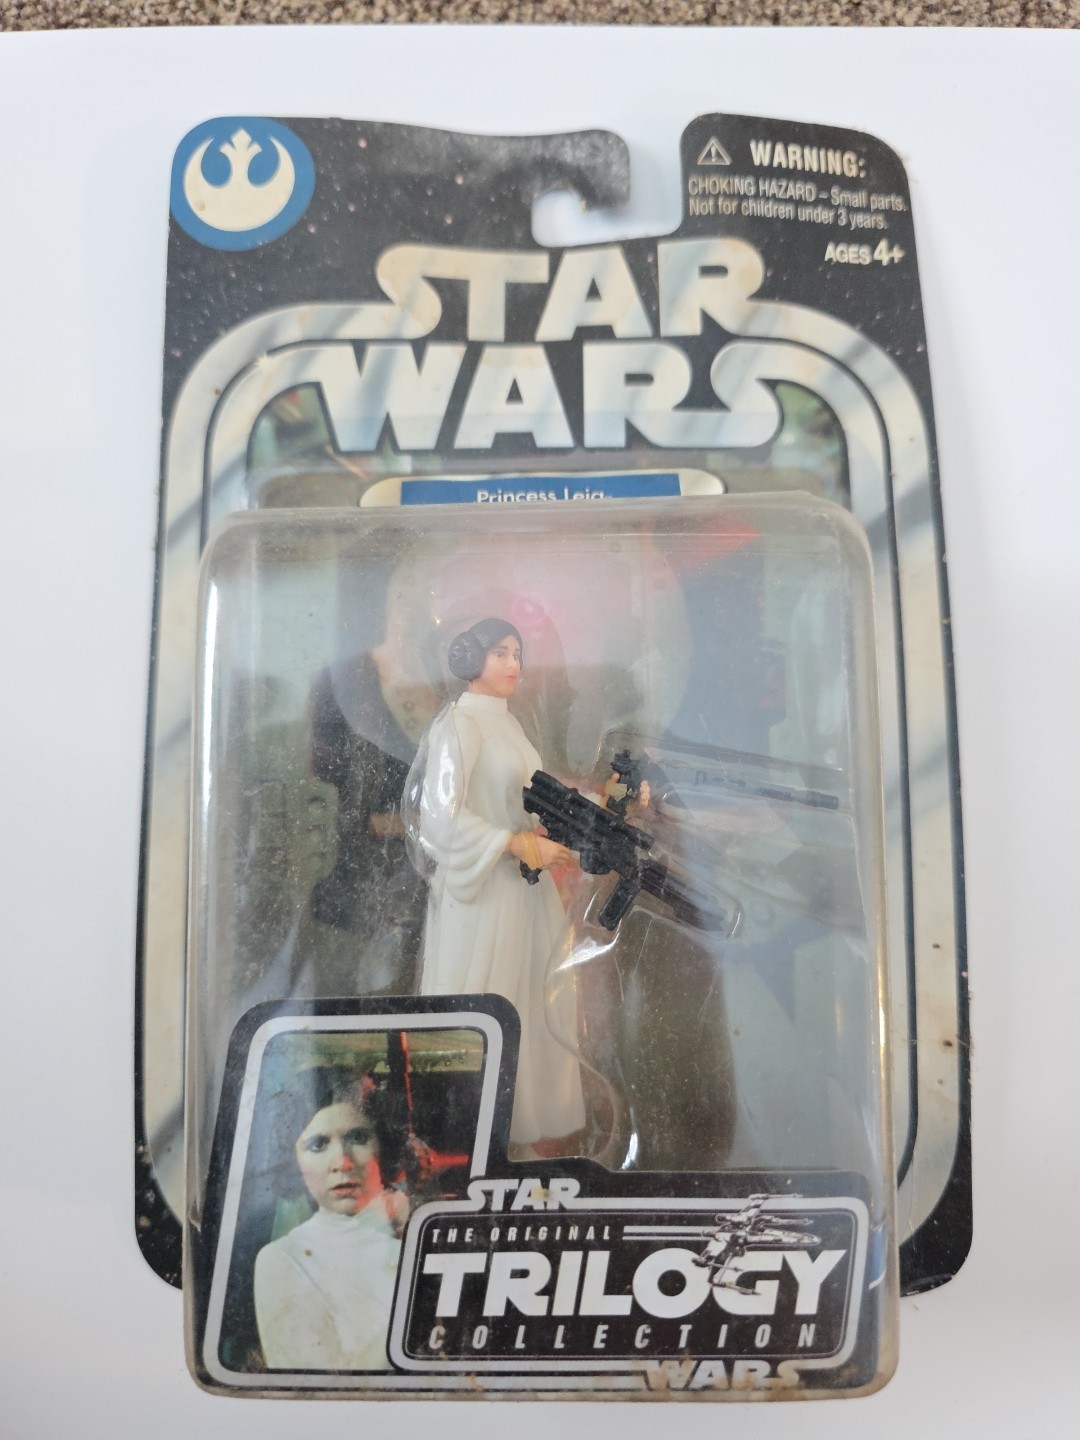 WARNING:
CHOKING HAZARD – Small parts.
Not for children under 3 years.
AGES 4+
STAR
WARS
Princess Leia
STAR
THE ORIGINAL
TRILOGY
COLLECTION
WARS